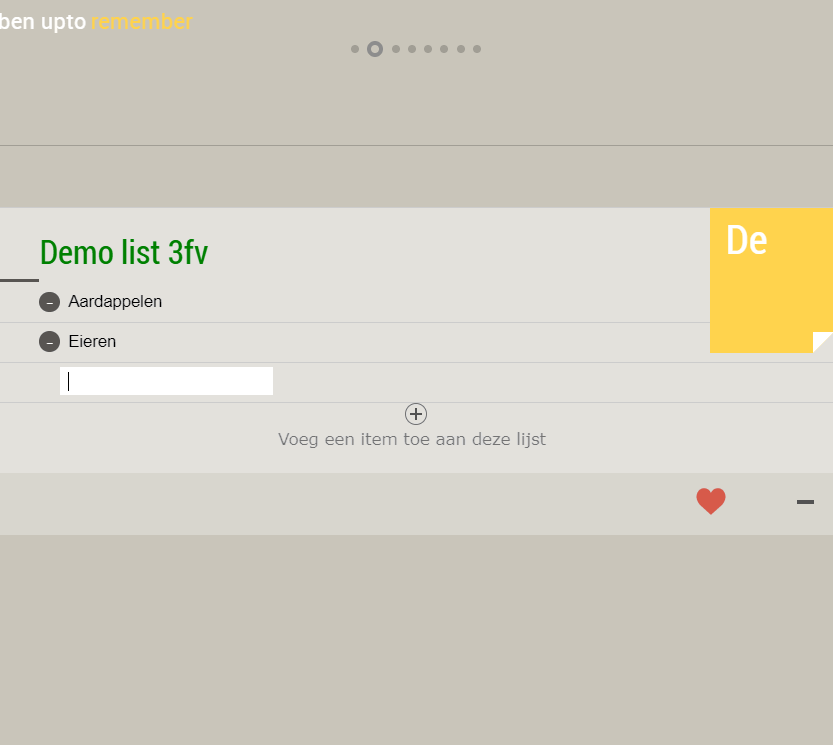 ben upto remember
Demo list 3fv
De
Aardappelen
Eieren
Voeg een item toe aan deze lijst